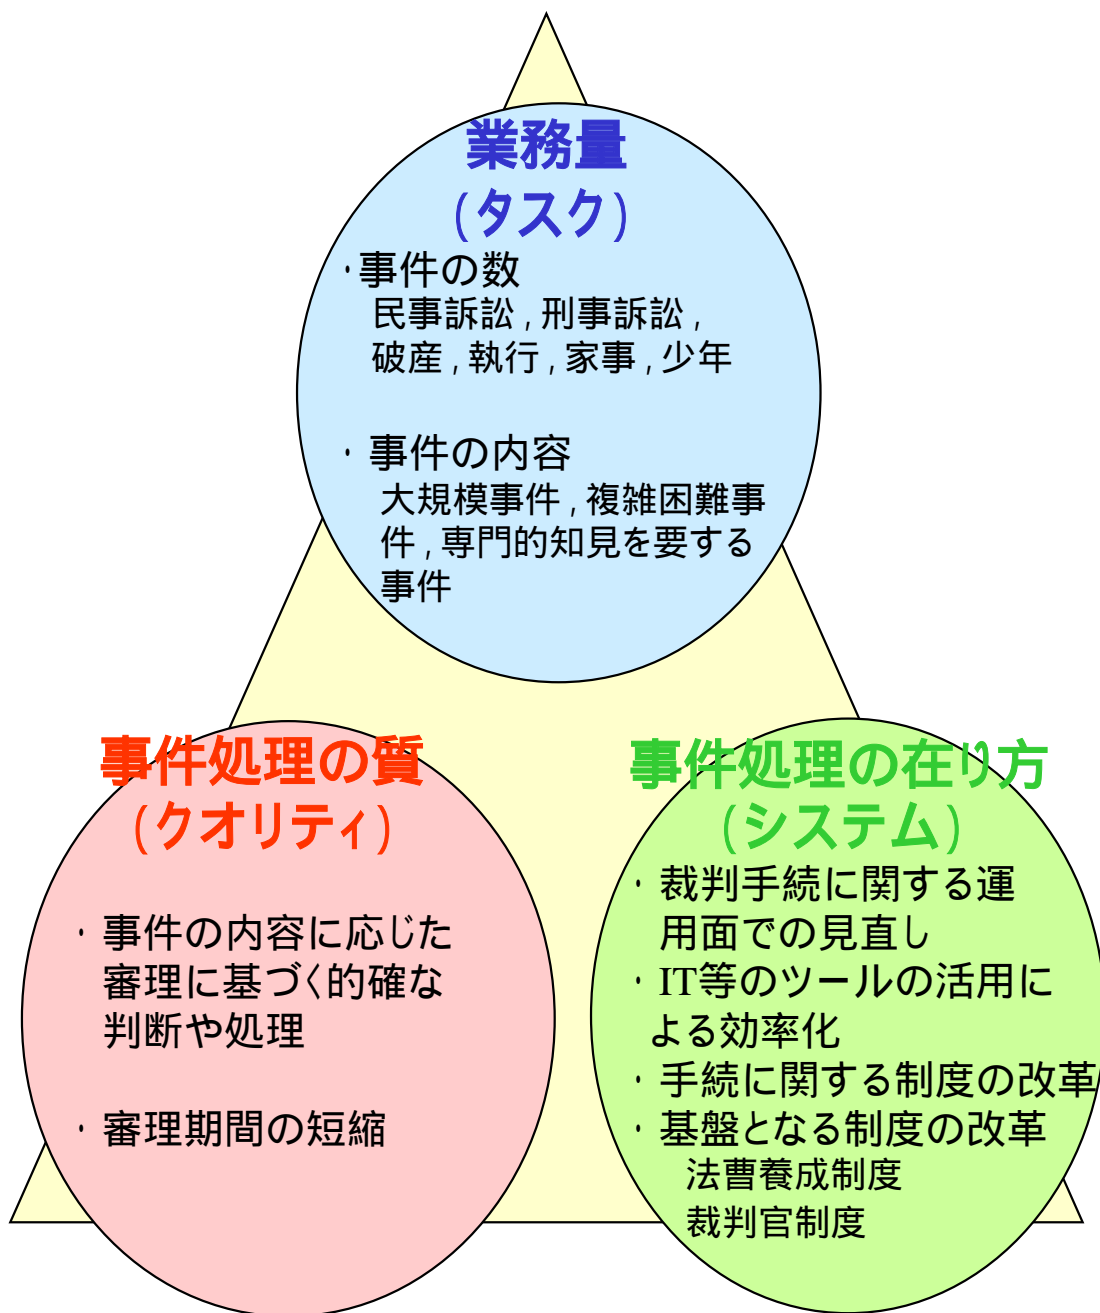 業務量
(タスク)
・事件の数
民事訴訟,刑事訴訟,
破産,執行,家事,少年
・事件の内容
大規模事件,複雑困難事
件,専門的知見を要する
事件
事件処理の質
(クオリティ)
・事件の内容に応じた
審理に基づく的確な
判断や処理
・審理期間の短縮
事件処理の在り方
(システム)
・裁判手続に関する運
用面での見直し
・IT等のツールの活用に
よる効率化
・手続に関する制度の改革
・基盤となる制度の改革
法曹養成制度
裁判官制度